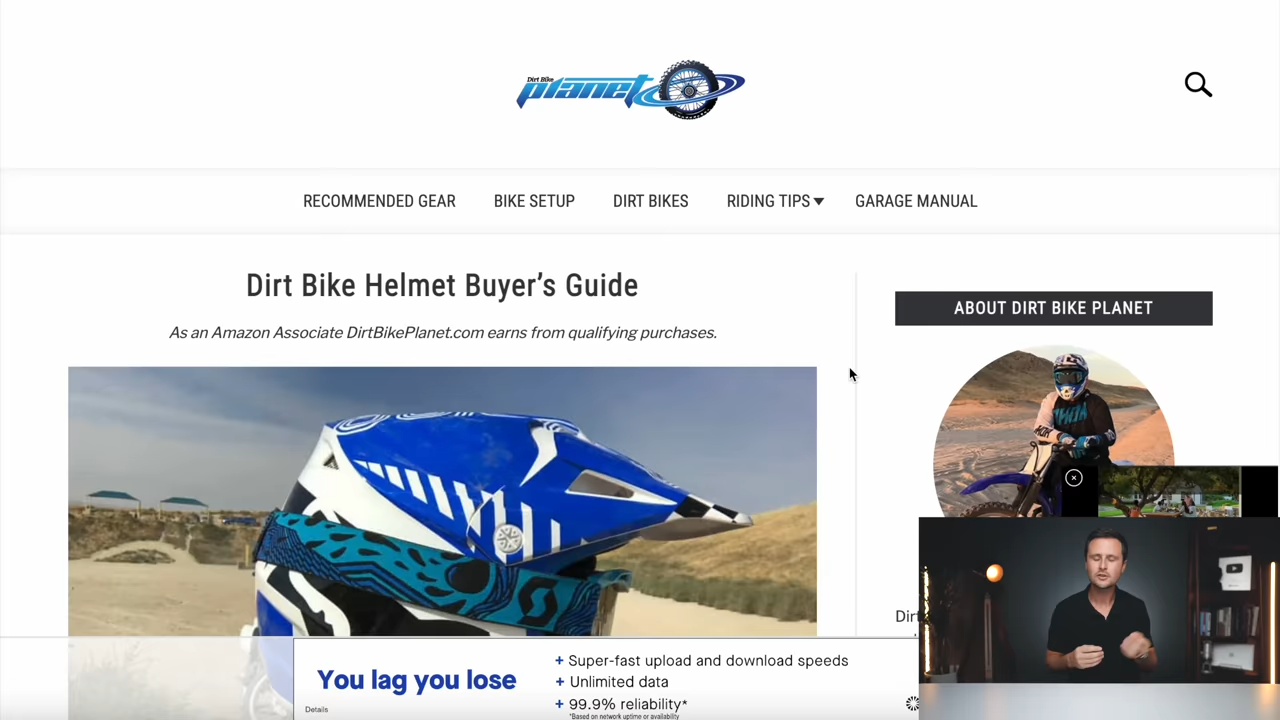 Dirt Bike
planet
RECOMMENDED GEAR BIKE SETUP DIRT BIKES RIDING TIPS GARAGE MANUAL
Dirt Bike Helmet Buyer's Guide
As an Amazon Associate DirtBikePlanet.com earns from qualifying purchases.
ABOUT DIRT BIKE PLANET
Dirt
You lag you lose
Details
+ Super-fast upload and download speeds
+ Unlimited data
+ 99.9% reliability*
*Based on network uptime or availability